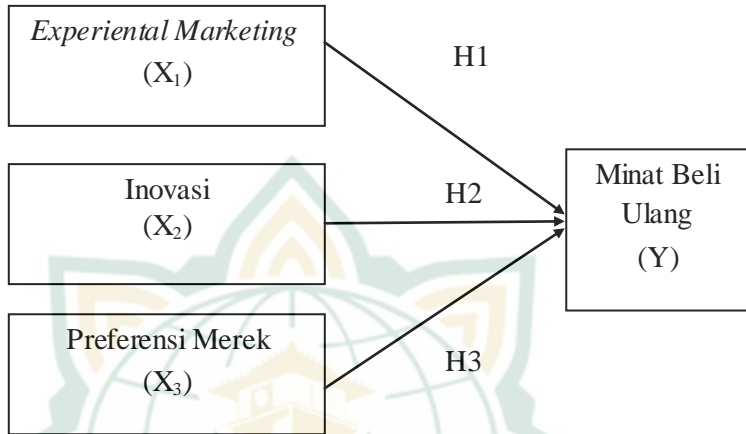 Experiental Marketing
(X₁)
H1
Inovasi
(X₂)
H2
Minat Beli
Ulang
(Y)
Preferensi Merek
(X₃)
H3